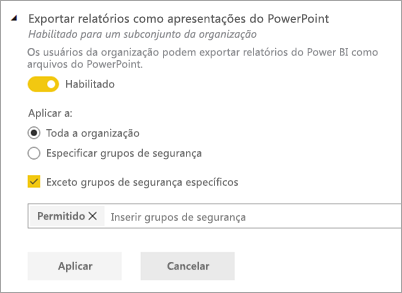 Exportar relatórios como apresentações do PowerPoint
Habilitado para um subconjunto da organização
Os usuários da organização podem exportar relatórios do Power BI como
arquivos do PowerPoint.
Habilitado
Aplicar a:
Toda a organização
Especificar grupos de segurança
Exceto grupos de segurança específicos
Permitido Inserir grupos de segurança
Aplicar Cancelar